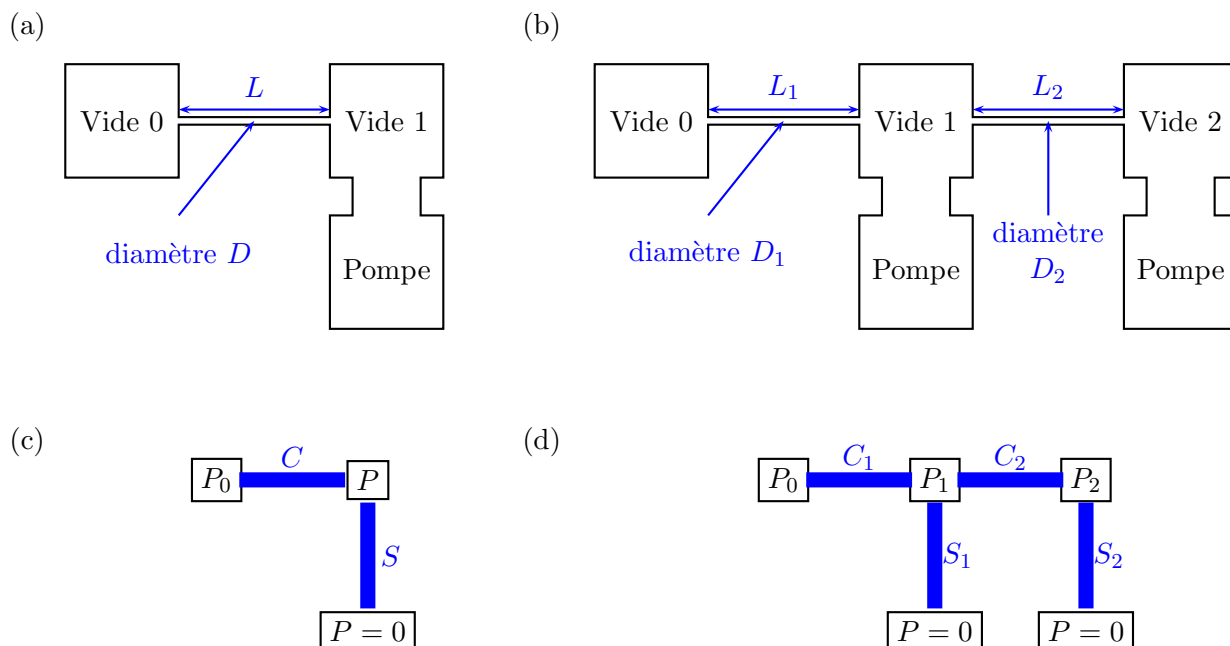 (a)
(b)
L
Vide 0
Vide 1
diamètre D
Pompe
L₁
L₂
Vide 0
Vide 1
Vide 2
diamètre D₁
diamètre
D₂
Pompe
Pompe
(c)
(d)
C
P₀
P
S
P = 0
C₁
C₂
P₀
P₁
P₂
S₁
S₂
P = 0
P = 0